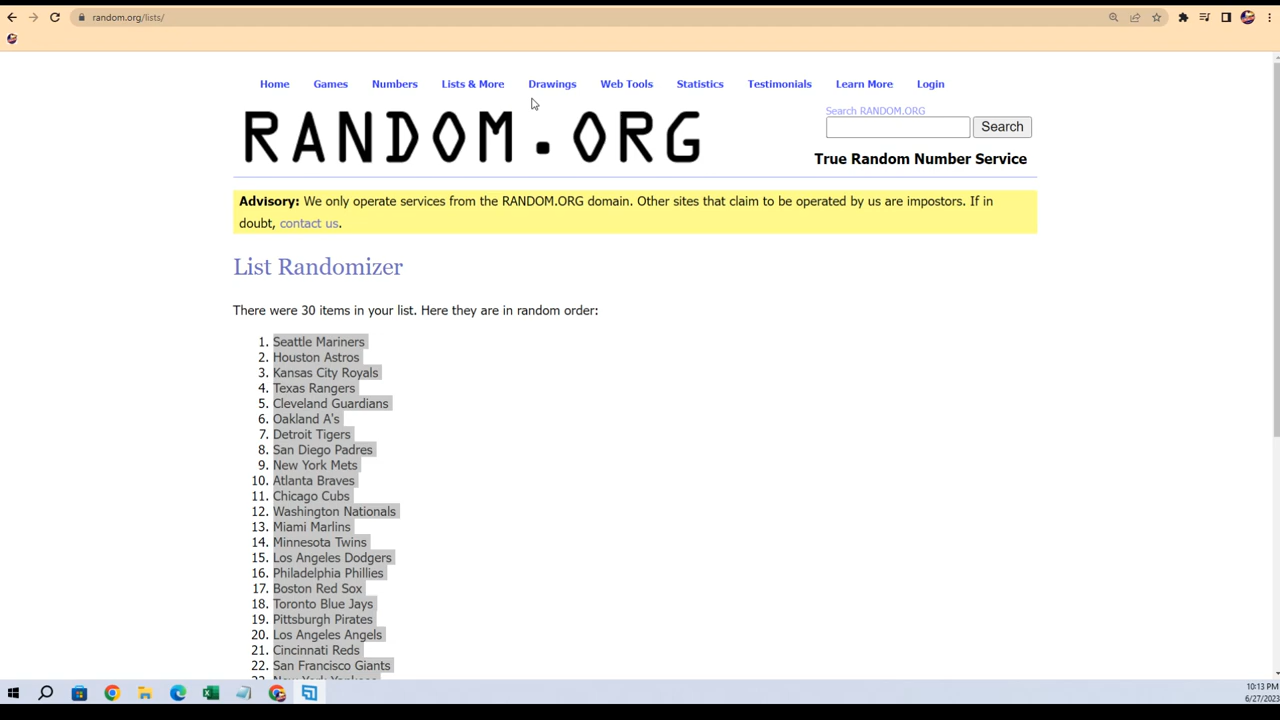 random.org/lists/
Home Games Numbers Lists & More Drawings Web Tools Statistics Testimonials Learn More Login
RANDOM.ORG
Search RANDOM.ORG
Search
True Random Number Service
Advisory: We only operate services from the RANDOM.ORG domain. Other sites that claim to be operated by us are impostors. If in
doubt, contact us.
List Randomizer
There were 30 items in your list. Here they are in random order:
1. Seattle Mariners
2. Houston Astros
3. Kansas City Royals
4. Texas Rangers
5. Cleveland Guardians
6. Oakland A's
7. Detroit Tigers
8. San Diego Padres
9. New York Mets
10. Atlanta Braves
11. Chicago Cubs
12. Washington Nationals
13. Miami Marlins
14. Minnesota Twins
15. Los Angeles Dodgers
16. Philadelphia Phillies
17. Boston Red Sox
18. Toronto Blue Jays
19. Pittsburgh Pirates
20. Los Angeles Angels
21. Cincinnati Reds
22. San Francisco Giants
23. New York Yankees
10:13 PM
6/27/2023